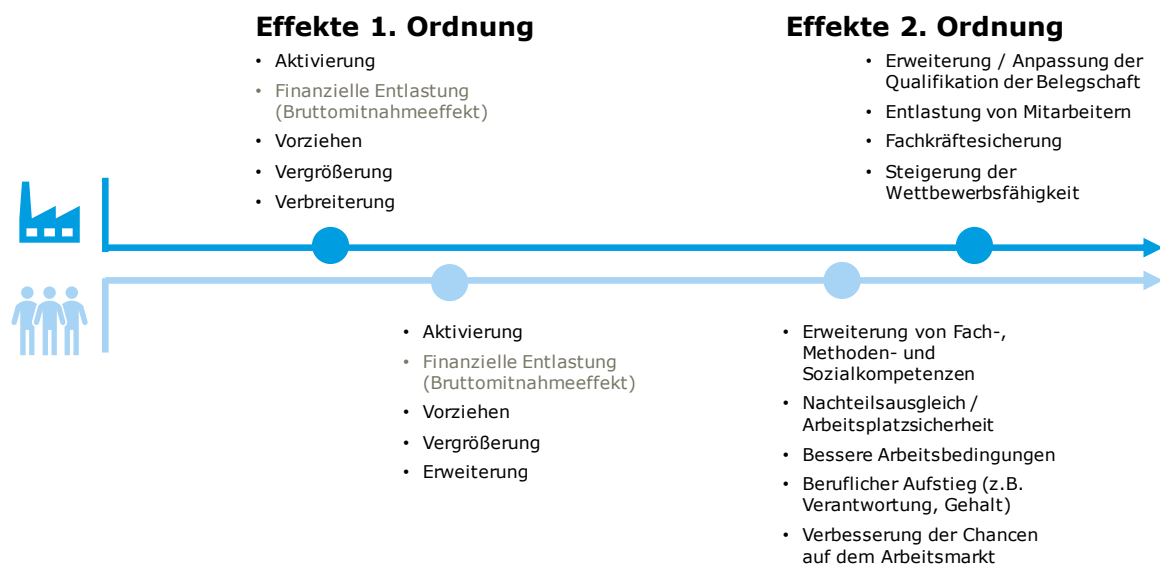 Effekte 1. Ordnung
• Aktivierung
• Finanzielle Entlastung
(Bruttomitnahmeeffekt)
• Vorziehen
• Vergrößerung
• Verbreiterung
Effekte 2. Ordnung
• Erweiterung / Anpassung der
Qualifikation der Belegschaft
• Entlastung von Mitarbeitern
• Fachkräftesicherung
• Steigerung der
Wettbewerbsfähigkeit
• Aktivierung
• Finanzielle Entlastung
(Bruttomitnahmeeffekt)
• Vorziehen
• Vergrößerung
• Erweiterung
• Erweiterung von Fach-,
Methoden- und
Sozialkompetenzen
• Nachteilsausgleich /
Arbeitsplatzsicherheit
• Bessere Arbeitsbedingungen
• Beruflicher Aufstieg (z.B.
Verantwortung, Gehalt)
• Verbesserung der Chancen
auf dem Arbeitsmarkt